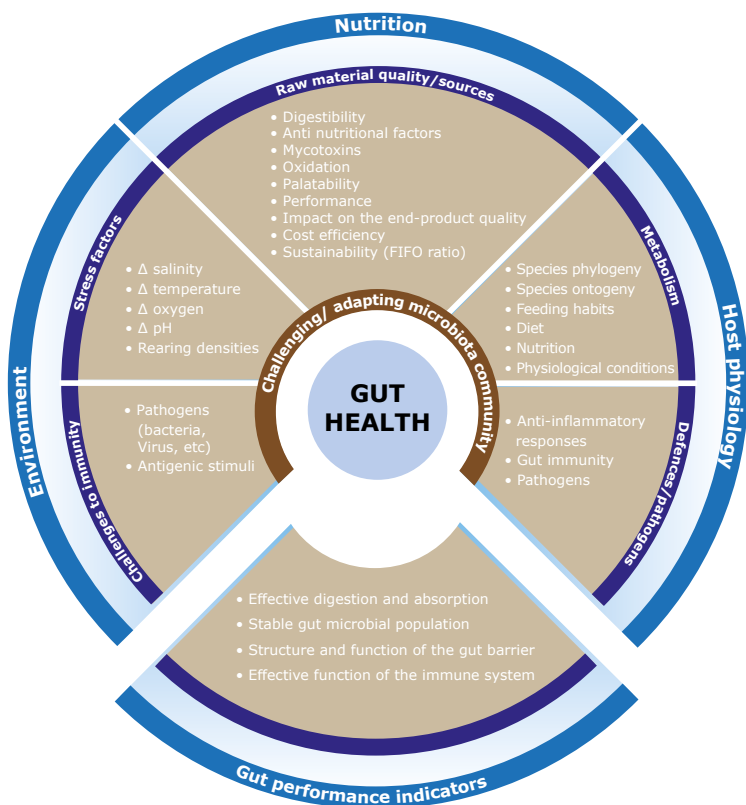 Nutrition
Raw material quality/sources
• Digestibility
• Anti nutritional factors
• Mycotoxins
• Oxidation
• Palatability
• Performance
• Impact on the end-product quality
• Cost efficiency
• Sustainability (FIFO ratio)
Environment
Stress factors
• Δ salinity
• Δ temperature
• Δ oxygen
• Δ pH
• Rearing densities
Challenges to immunity
• Pathogens
(bacteria,
Virus, etc)
• Antigenic stimuli
Challenging/ adapting microbiota community
GUT
HEALTH
Host physiology
Metabolism
• Species phylogeny
• Species ontogeny
• Feeding habits
• Diet
• Nutrition
• Physiological conditions
Defences/pathogens
• Anti-inflammatory
responses
• Gut immunity
• Pathogens
• Effective digestion and absorption
• Stable gut microbial population
• Structure and function of the gut barrier
• Effective function of the immune system
Gut performance indicators